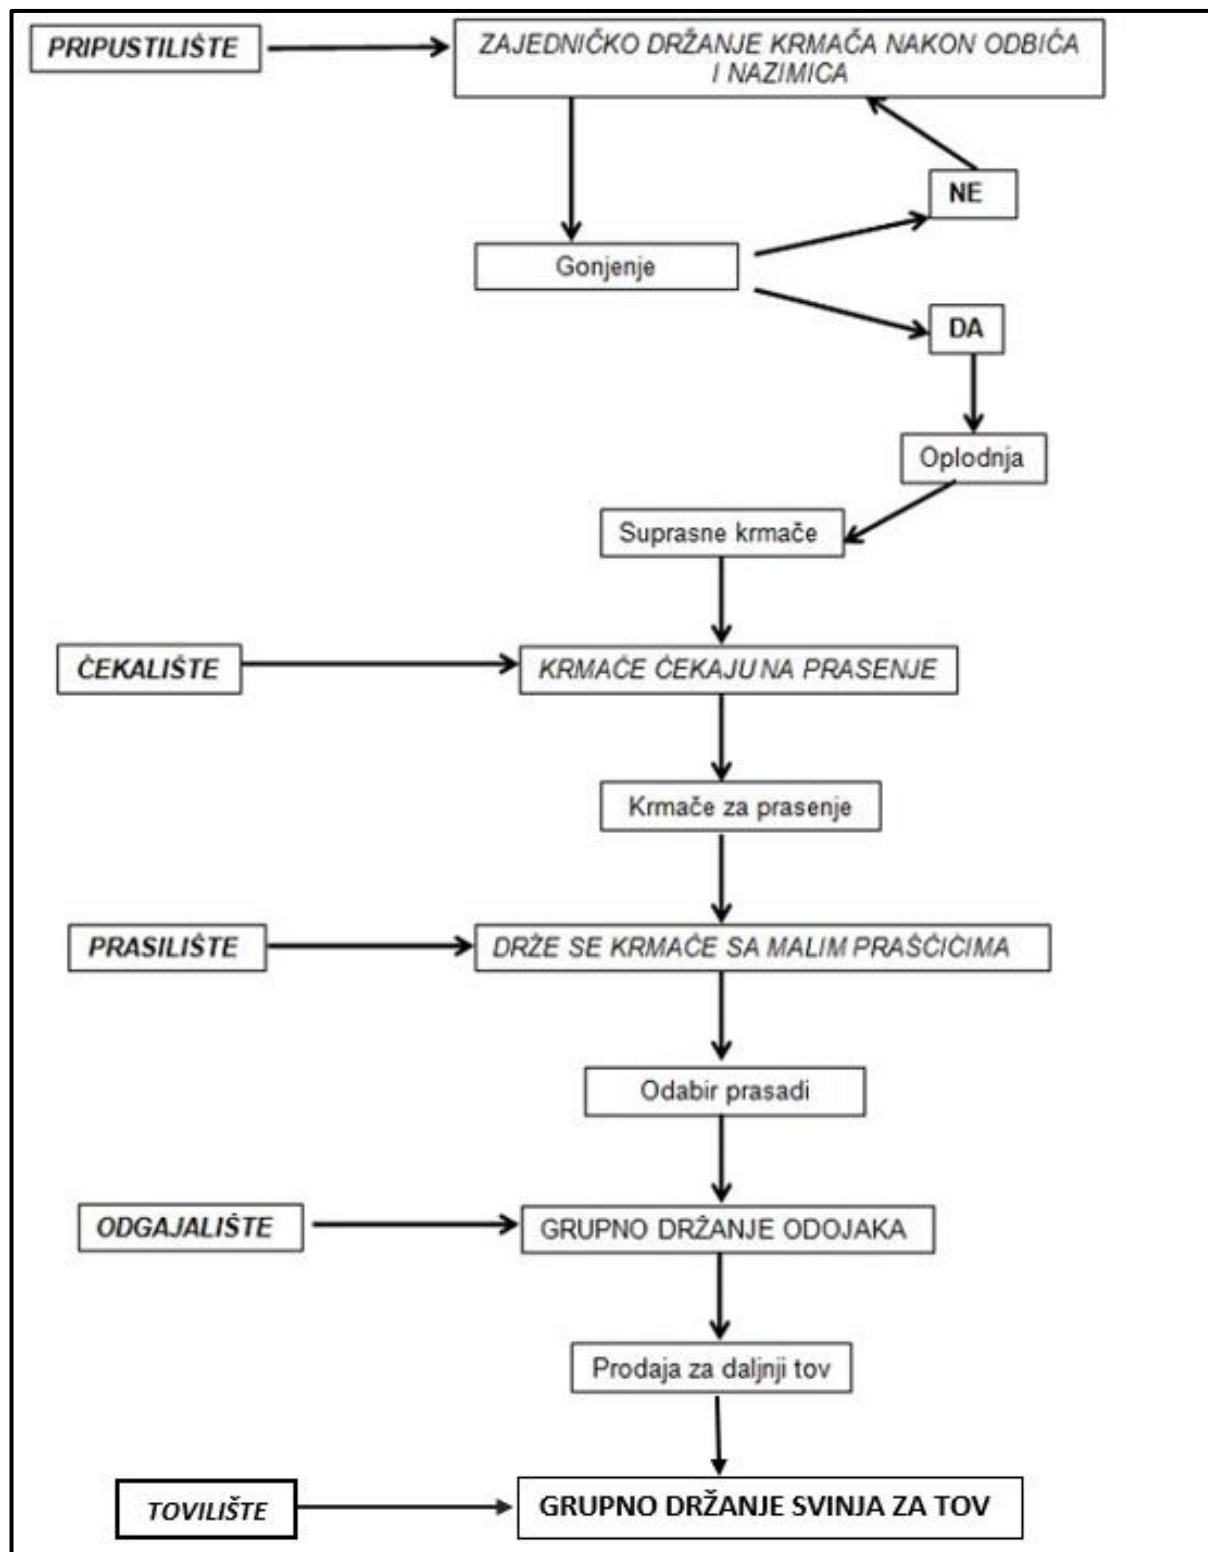 PRIPUSTILIŠTE
ZAJEDNIČKO DRŽANJE KRMAČA NAKON ODBIĆA
I NAZIMICA
NE
Gonjenje
DA
Oplodnja
Suprasne krmače
ČEKALIŠTE
KRMAČE ČEKAJU NA PRASENJE
Krmače za prasenje
PRASILIŠTE
DRŽE SE KRMAČE SA MALIM PRAŠČIĆIMA
Odabir prasadi
ODGAJALIŠTE
GRUPNO DRŽANJE ODOJAKA
Prodaja za daljnji tov
TOVILIŠTE
GRUPNO DRŽANJE SVINJA ZA TOV